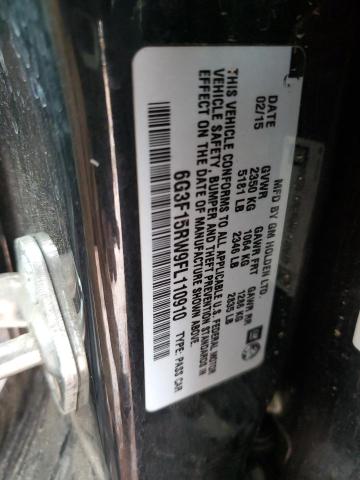 MFD BY GM HOLDEN LTD.
DATE GVWR GAWR FRT GAWR RR
02/15 2350 KG 1064 KG 1286 KG
5181 LB 2346 LB 2835 LB
THIS VEHICLE CONFORMS TO ALL APPLICABLE U.S. FEDERAL MOTOR
VEHICLE SAFETY, BUMPER AND THEFT PREVENTION STANDARDS IN
EFFECT ON THE DATE OF MANUFACTURE SHOWN ABOVE.
6G3F15RW9FL110910 TYPE: PASS CAR